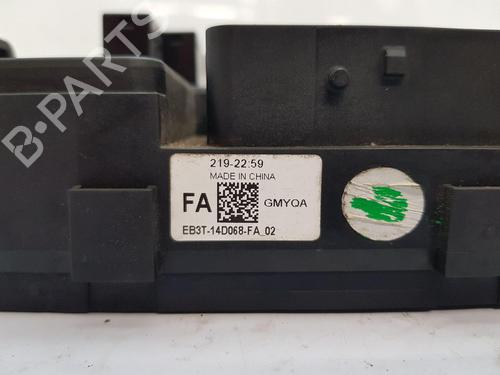 B-PARTS
219-22:59
MADE IN CHINA
FA
GMYQA
EB3T-14D068-FA_02